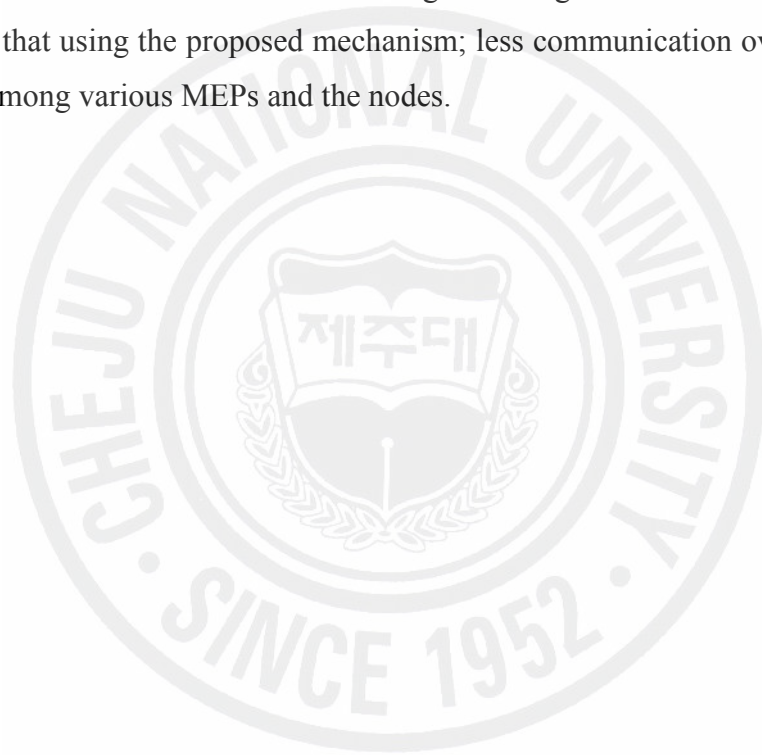 that using the proposed mechanism; less communication
mong various MEPs and the nodes.
CHEJU NATIONAL UNIVERSITY
제주대
SINCE 1952